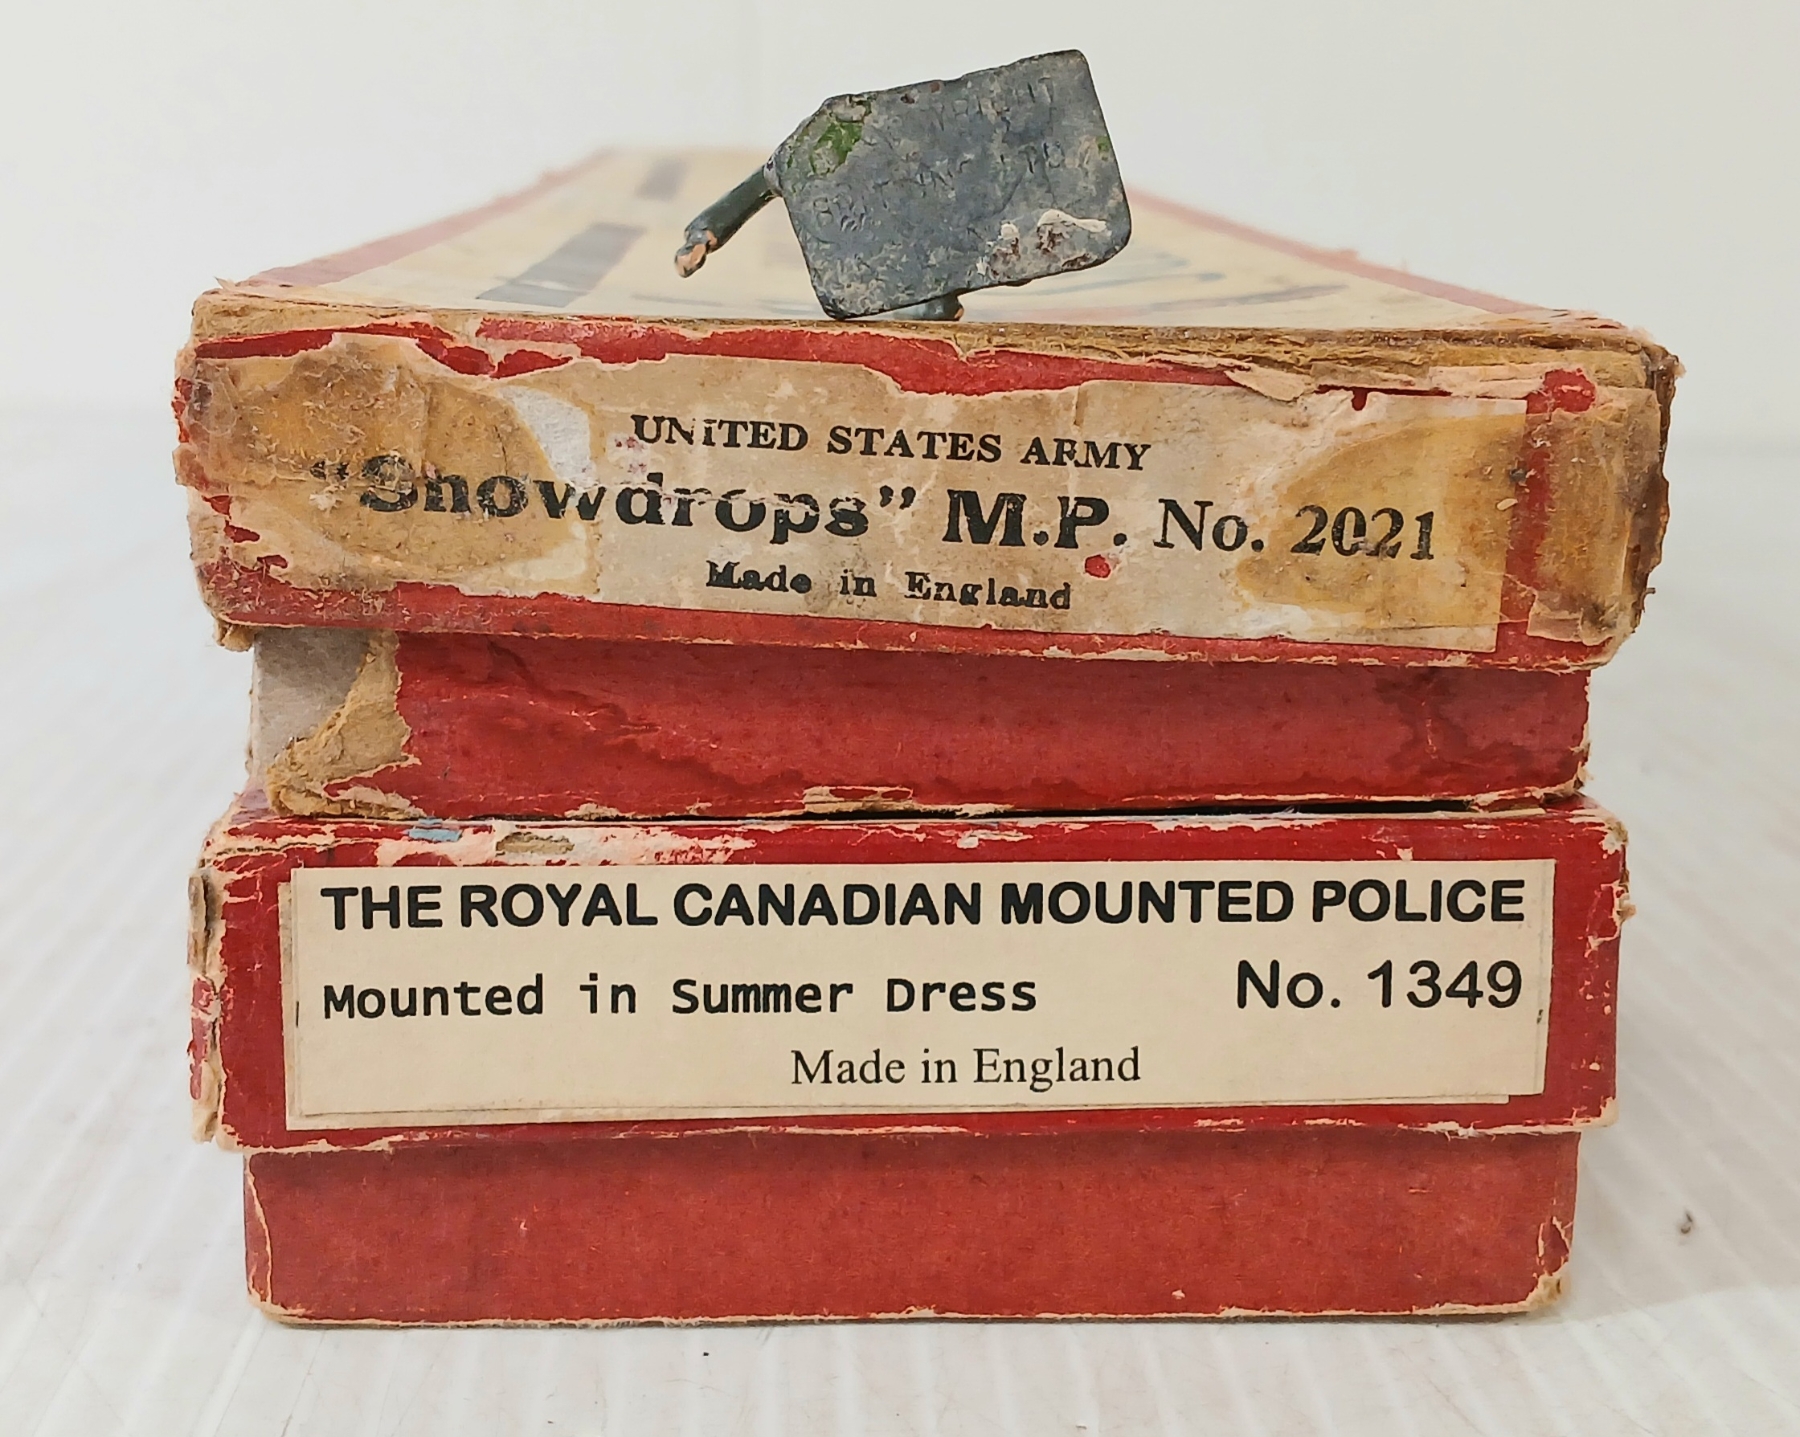 UNITED STATES ARMY
"Snowdrops" M.P. No. 2021
Made in England
THE ROYAL CANADIAN MOUNTED POLICE
Mounted in Summer Dress No. 1349
Made in England